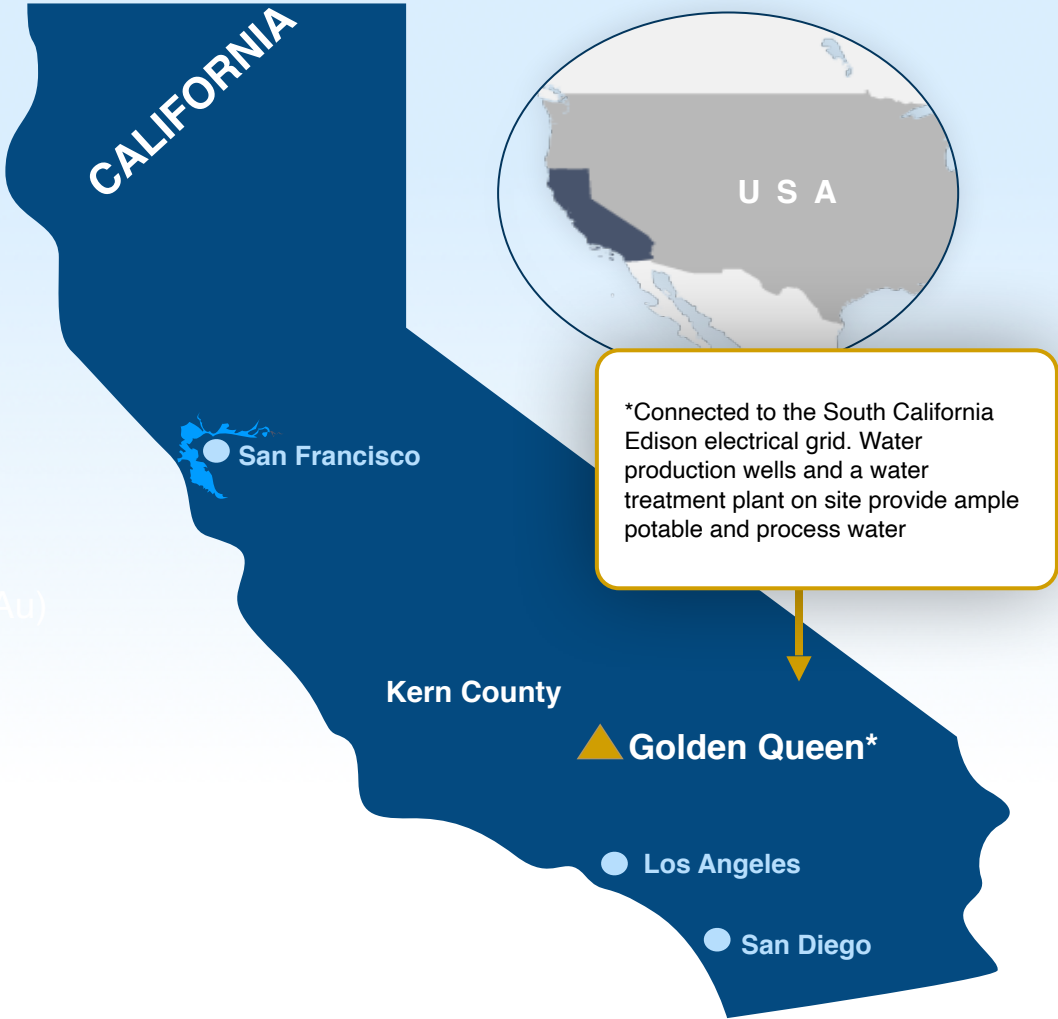 CALIFORNIA
U S A
*Connected to the South California
Edison electrical grid. Water
production wells and a water
treatment plant on site provide ample
potable and process water
San Francisco
Au)
Kern County
Golden Queen*
Los Angeles
San Diego